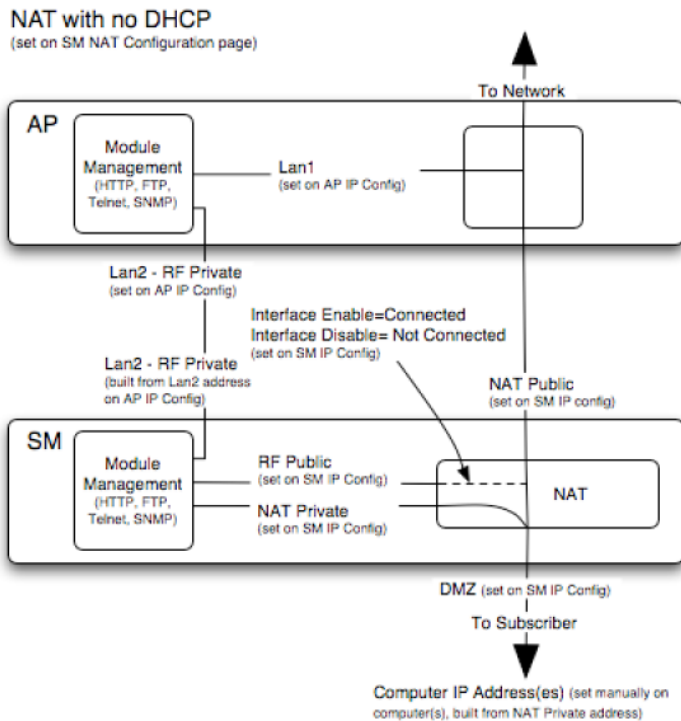 NAT with no DHCP
(set on SM NAT Configuration page)
To Network
AP
Module
Management
(HTTP, FTP,
Telnet, SNMP)
Lan1
(set on AP IP Config)
Lan2 - RF Private
(set on AP IP Config)
Interface Enable=Connected
Interface Disable= Not Connected
(set on SM IP Config)
Lan2 - RF Private
(built from Lan2 address
on AP IP Config)
NAT Public
(set on SM IP config)
SM
Module
Management
(HTTP, FTP,
Telnet, SNMP)
RF Public
(set on SM IP Config)
NAT Private
(set on SM IP Config)
NAT
DMZ (set on SM IP Config)
To Subscriber
Computer IP Address(es) (set manually on
computer(s), built from NAT Private address)